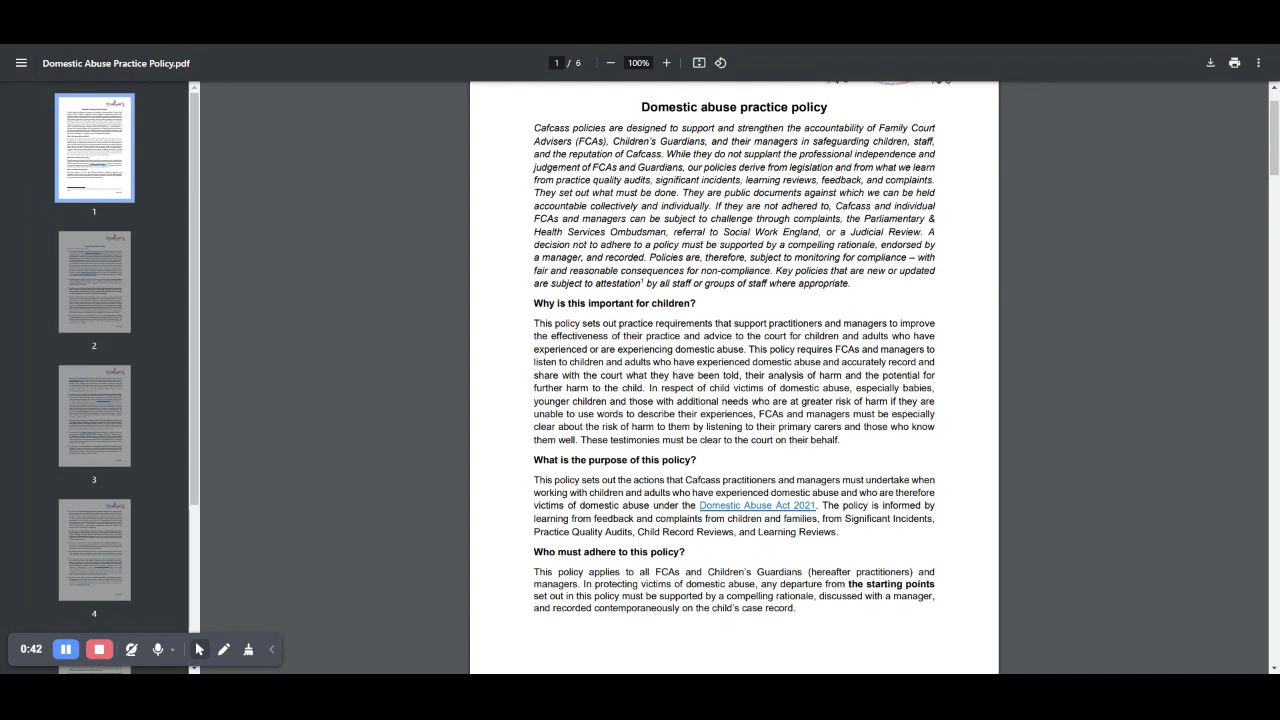 Domestic Abuse Practice Policy.pdf
1 / 6
100%
1
2
3
4
0:42
Domestic abuse practice policy
Cafcass policies are designed to support and strengthen the accountability of Family Court
Advisers (FCAs), Children's Guardians, and their managers in safeguarding children, staff,
and the reputation of Cafcass. While they do not supplant the professional independence and
judgement of FCAs and Guardians, our policies derive from legislation and from what we learn
from practice quality audits, significant incidents, learning reviews, feedback, and complaints.
They set out what must be done. They are public documents against which we can be held
accountable collectively and individually. If they are not adhered to, Cafcass and individual
FCAs and managers can be subject to challenge through complaints, the Parliamentary &
Health Services Ombudsman, referral to Social Work England, or a Judicial Review. A
decision not to adhere to a policy must be supported by a compelling rationale, endorsed by
a manager, and recorded. Policies are, therefore, subject to monitoring for compliance – with
fair and reasonable consequences for non-compliance. Key policies that are new or updated
are subject to attestation¹ by all staff or groups of staff where appropriate.
Why is this important for children?
This policy sets out practice requirements that support practitioners and managers to improve
the effectiveness of their practice and advice to the court for children and adults who have
experienced or are experiencing domestic abuse. This policy requires FCAs and managers to
listen to children and adults who have experienced domestic abuse and accurately record and
share with the court what they have been told, their analysis of harm and the potential for
further harm to the child. In respect of child victims of domestic abuse, especially babies,
younger children and those with additional needs who are at greater risk of harm if they are
unable to use words to describe their experiences, FCAs and managers must be especially
clear about the risk of harm to them by listening to their primary carers and those who know
them well. These testimonies must be clear to the court on their behalf.
What is the purpose of this policy?
This policy sets out the actions that Cafcass practitioners and managers must undertake when
working with children and adults who have experienced domestic abuse and who are therefore
victims of domestic abuse under the Domestic Abuse Act 2021. The policy is informed by
learning from feedback and complaints from children and families, from Significant Incidents,
Practice Quality Audits, Child Record Reviews, and Learning Reviews.
Who must adhere to this policy?
This policy applies to all FCAs and Children's Guardians (hereafter practitioners) and
managers. In protecting victims of domestic abuse, any departure from the starting points
set out in this policy must be supported by a compelling rationale, discussed with a manager,
and recorded contemporaneously on the child's case record.